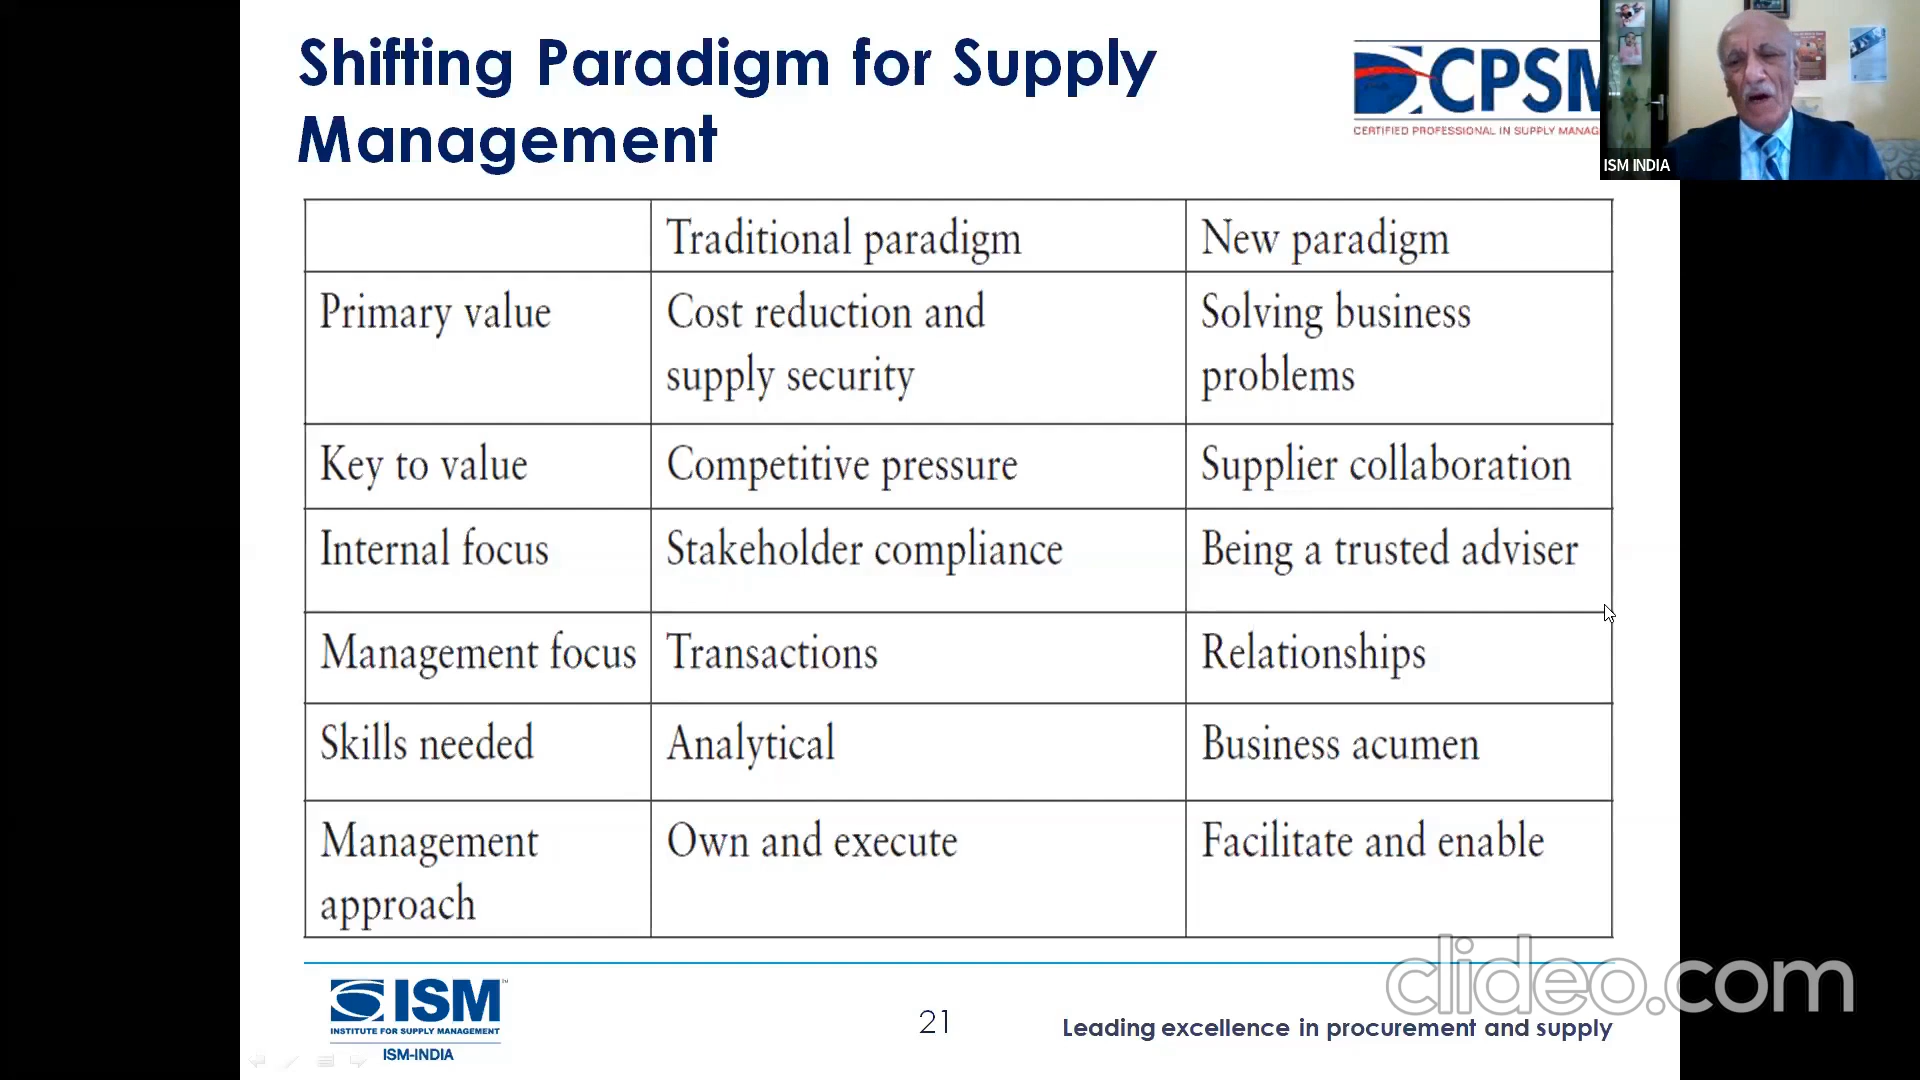 Shifting Paradigm for Supply
Management
CPSM
CERTIFIED PROFESSIONAL IN SUPPLY MANAG
ISM INDIA
Traditional paradigm
New paradigm
Primary value
Cost reduction and
supply security
Solving business
problems
Key to value
Competitive pressure
Supplier collaboration
Internal focus
Stakeholder compliance
Being a trusted adviser
Management focus
Transactions
Relationships
Skills needed
Analytical
Business acumen
Management
approach
Own and execute
Facilitate and enable
clideo.com
ISM
INSTITUTE FOR SUPPLY MANAGEMENT
ISM-INDIA
21
Leading excellence in procurement and supply